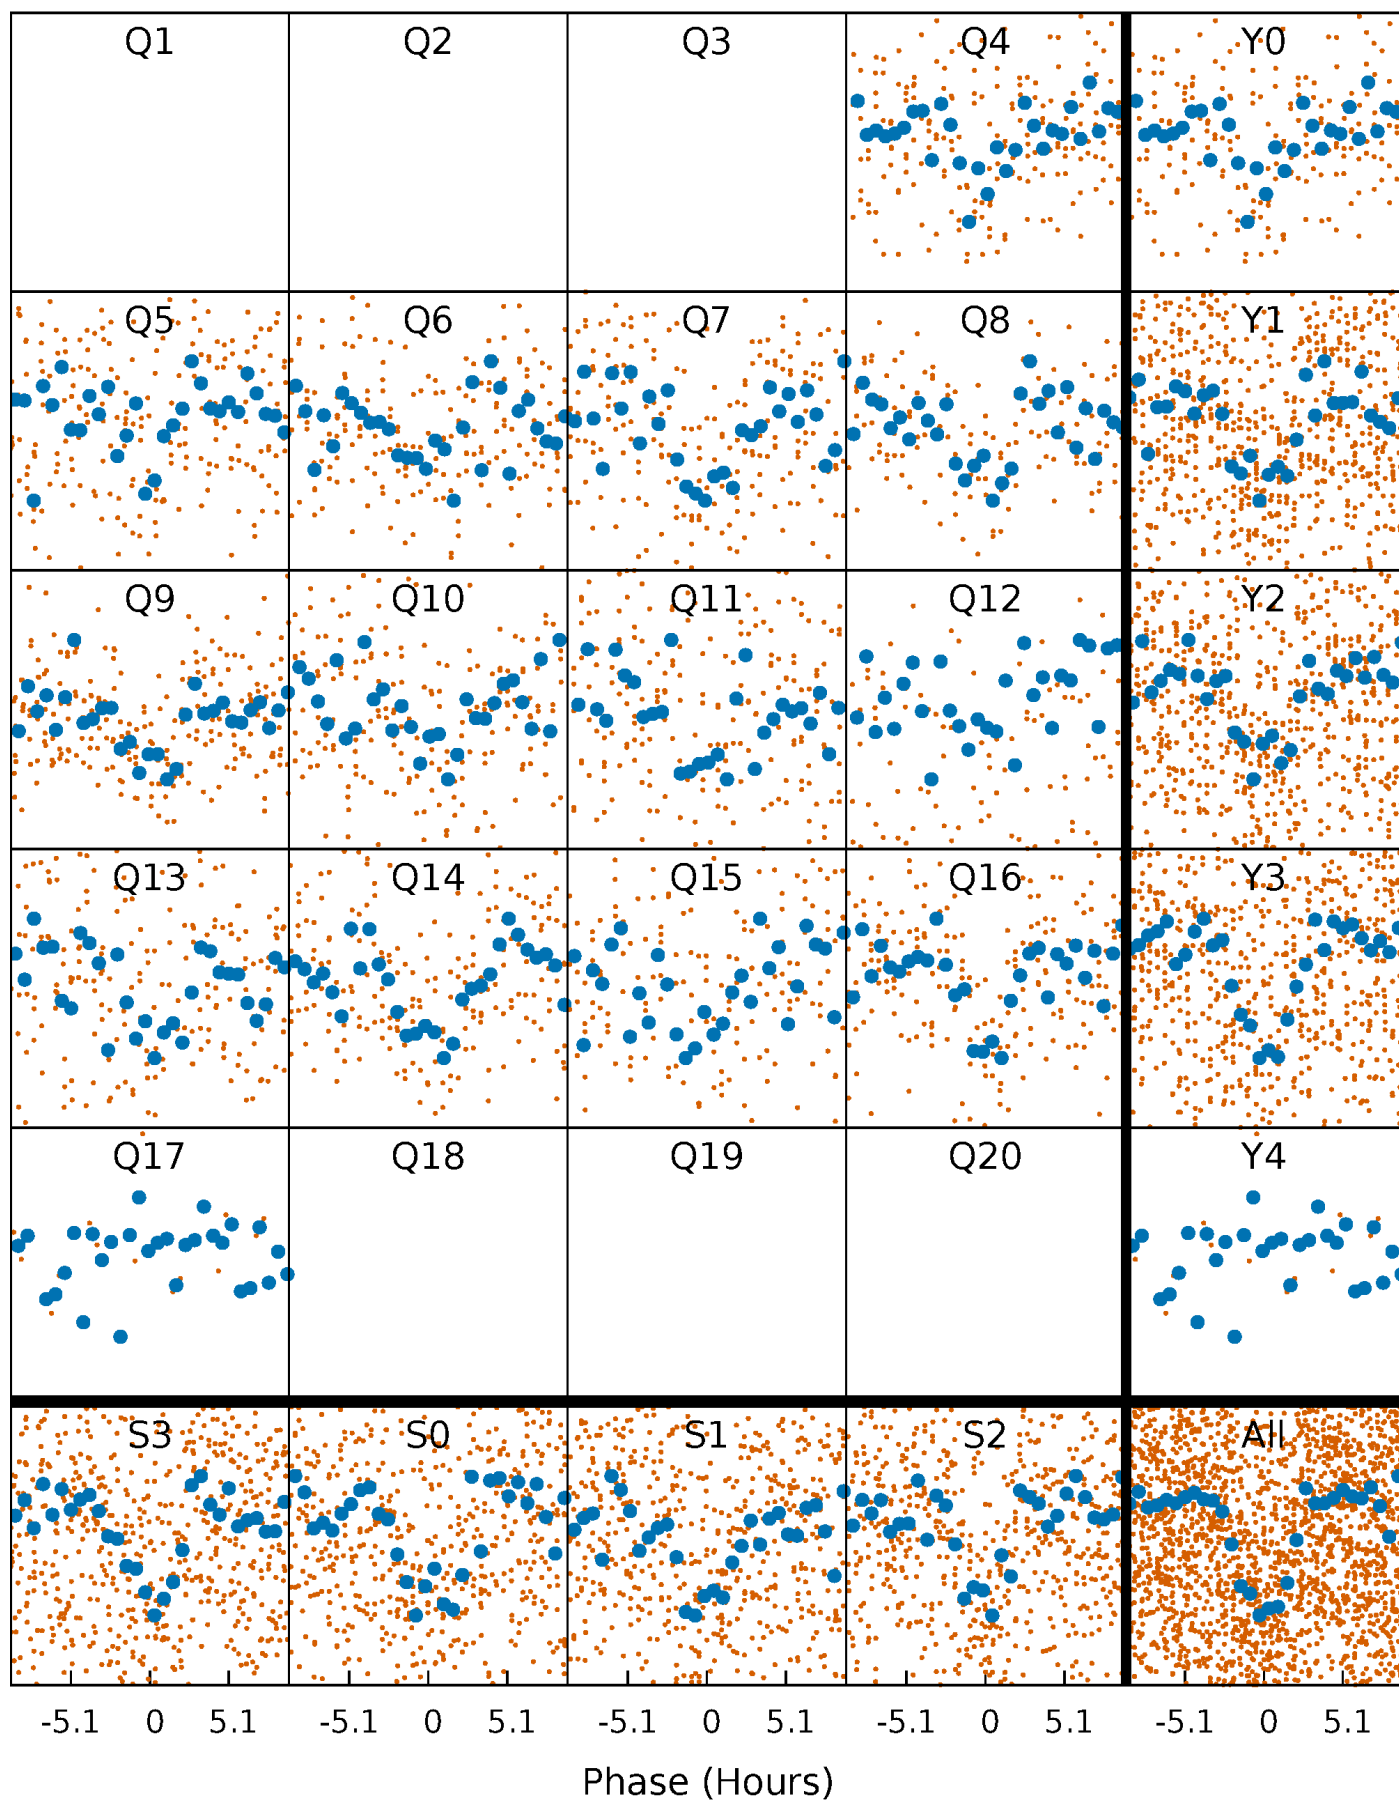 Q1 Q2 Q3 Q4 Y0
Q5 Q6 Q7 Q8 Y1
Q9 Q10 Q11 Q12 Y2
Q13 Q14 Q15 Q16 Y3
Q17 Q18 Q19 Q20 Y4
S3 S0 S1 S2 All
-5.1 0 5.1 -5.1 0 5.1 -5.1 0 5.1 -5.1 0 5.1 -5.1 0 5.1
Phase (Hours)